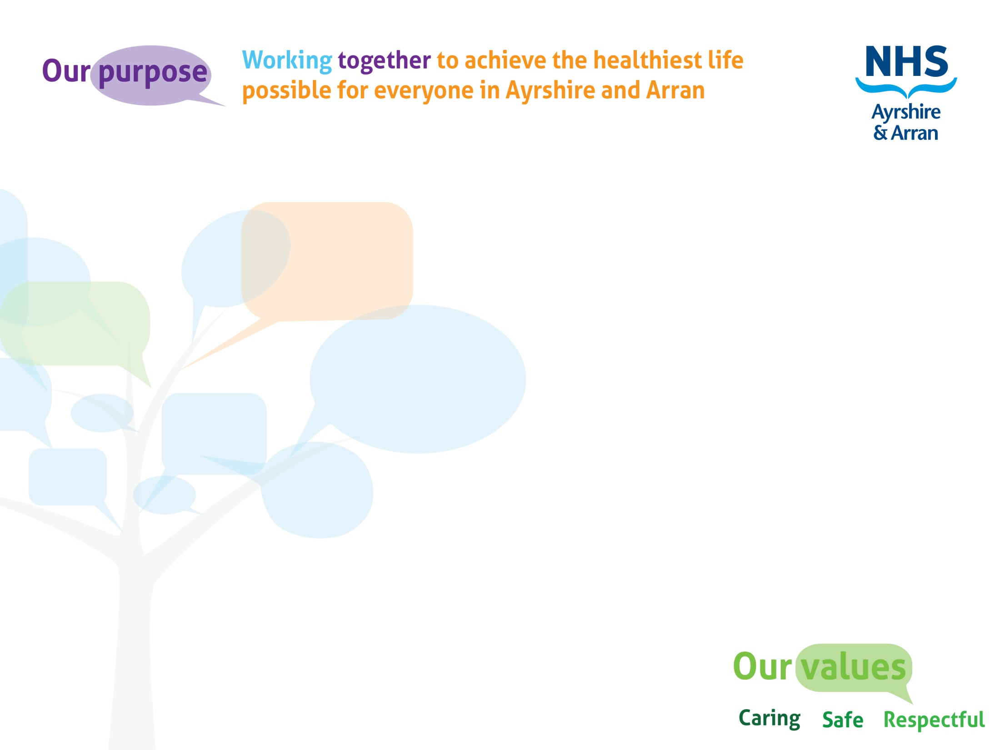 Our purpose
Working together to achieve the healthiest life
possible for everyone in Ayrshire and Arran
NHS
Ayrshire
& Arran
Our values
Caring Safe Respectful